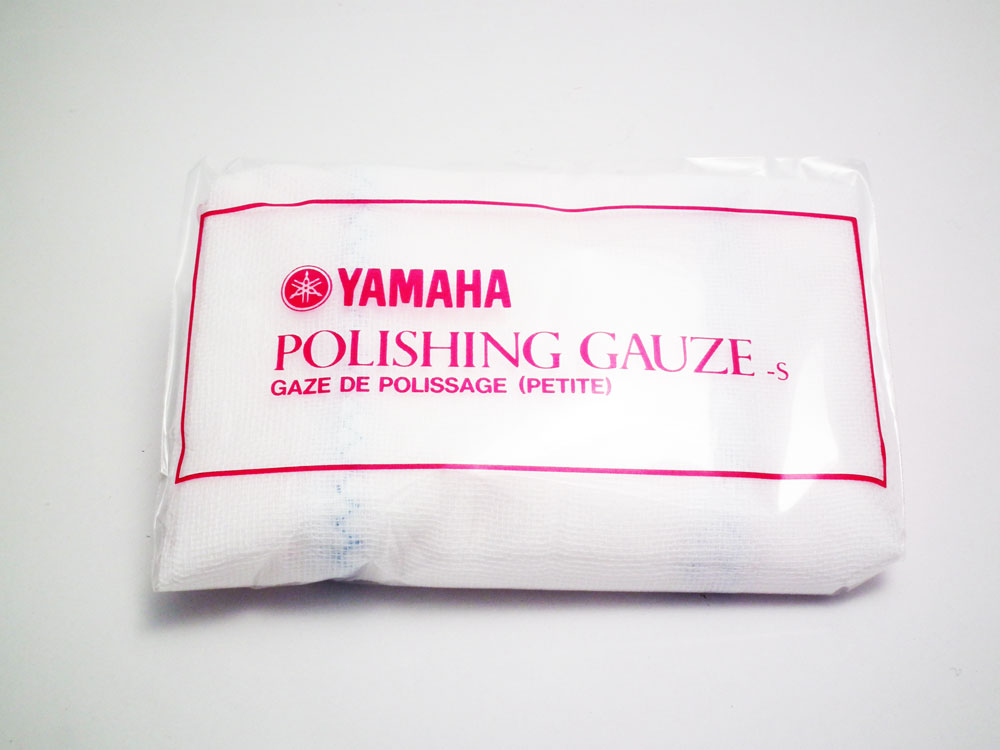 YAMAHA
POLISHING GAUZE -S
GAZE DE POLISSAGE (PETITE)